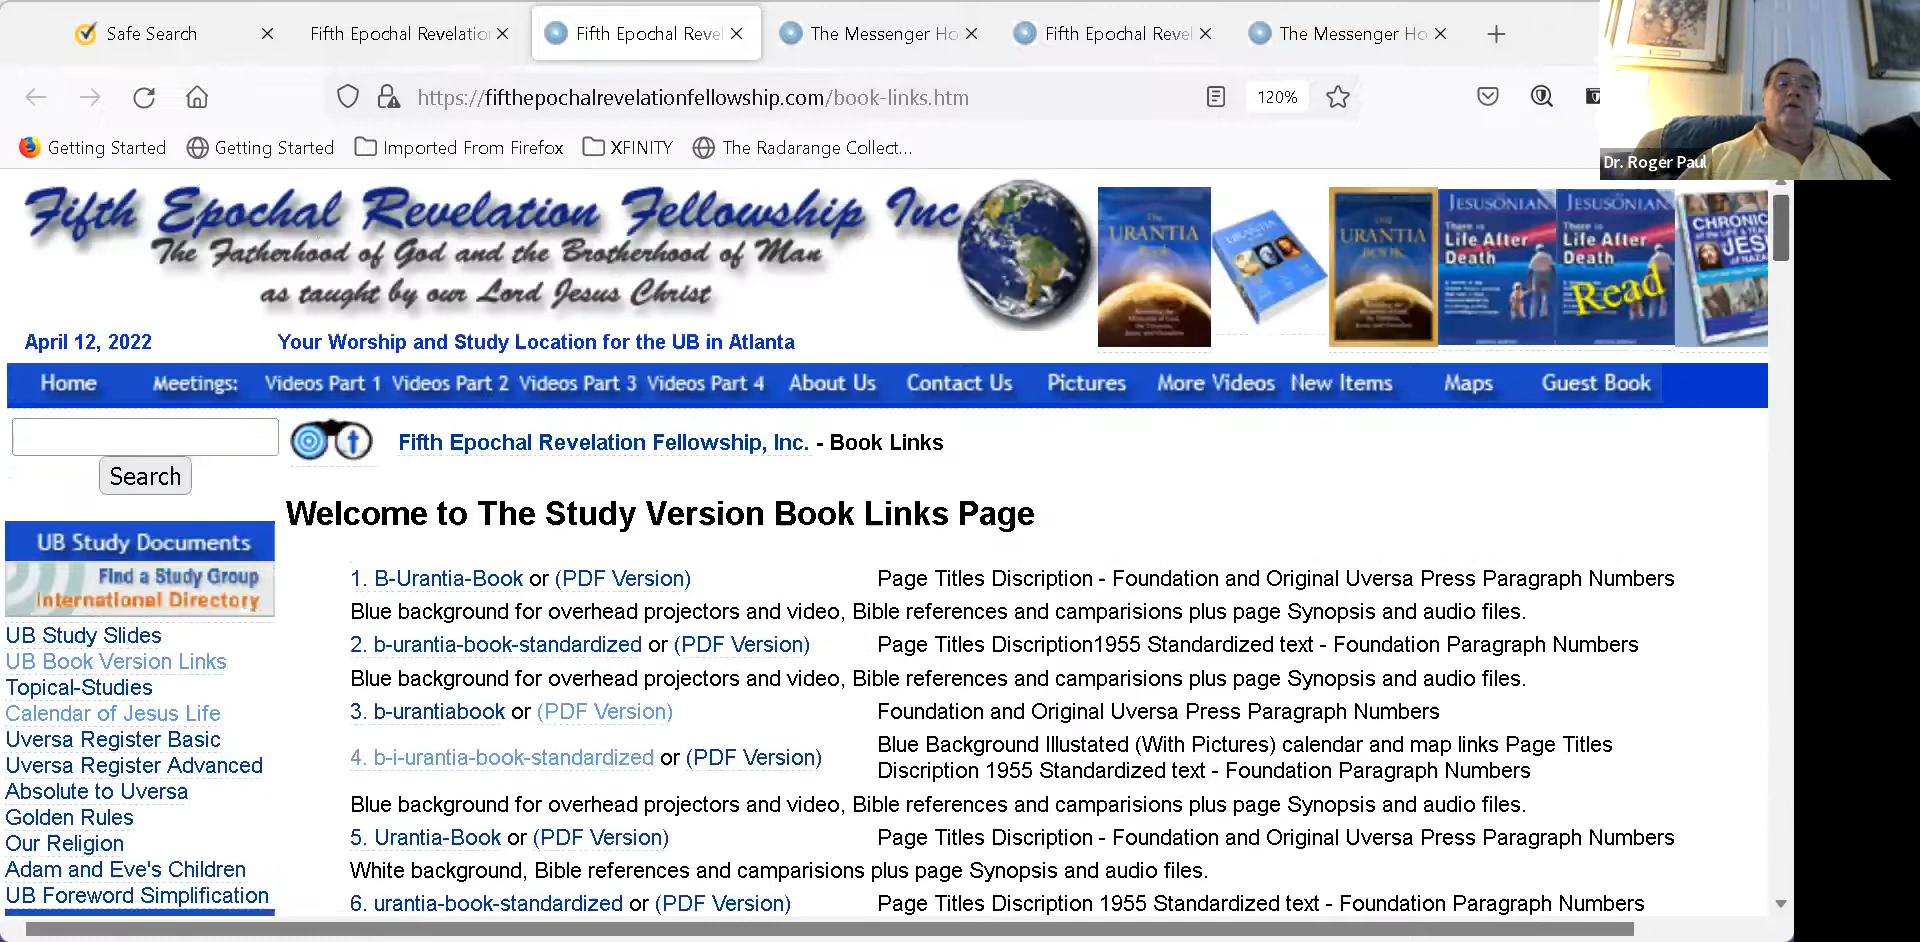 Safe Search
Fifth Epochal Revelatio
Fifth Epochal Revel
The Messenger Ho
Fifth Epochal Revel
The Messenger Ho
https://fifthepochalrevelationfellowship.com/book-links.htm
120%
Getting Started
Getting Started
Imported From Firefox
XFINITY
The Radarange Collect...
Dr. Roger Paul
Fifth Epochal Revelation Fellowship Inc
The Fatherhood of God and the Brotherhood of Man
as taught by our Lord Jesus Christ
The
URANTIA
Book
URANTIA
The
URANTIA
BOOK
JESUSONIAN
There is
Life After
Death
JESUSONIAN
There is
Life After
Death
Read
CHRONIC
JES
OF NAZA
April 12, 2022
Your Worship and Study Location for the UB in Atlanta
Home Meetings: Videos Part 1 Videos Part 2 Videos Part 3 Videos Part 4 About Us Contact Us Pictures More Videos New Items Maps Guest Book
Search
Fifth Epochal Revelation Fellowship, Inc. - Book Links
UB Study Documents
Find a Study Group
International Directory
UB Study Slides
UB Book Version Links
Topical-Studies
Calendar of Jesus Life
Uversa Register Basic
Uversa Register Advanced
Absolute to Uversa
Golden Rules
Our Religion
Adam and Eve's Children
UB Foreword Simplification
Welcome to The Study Version Book Links Page
1. B-Urantia-Book or (PDF Version) Page Titles Discription - Foundation and Original Uversa Press Paragraph Numbers
Blue background for overhead projectors and video, Bible references and camparisions plus page Synopsis and audio files.
2. b-urantia-book-standardized or (PDF Version) Page Titles Discription1955 Standardized text - Foundation Paragraph Numbers
Blue background for overhead projectors and video, Bible references and camparisions plus page Synopsis and audio files.
3. b-urantiabook or (PDF Version) Foundation and Original Uversa Press Paragraph Numbers
4. b-i-urantia-book-standardized or (PDF Version) Blue Background Illustated (With Pictures) calendar and map links Page Titles
Discription 1955 Standardized text - Foundation Paragraph Numbers
Blue background for overhead projectors and video, Bible references and camparisions plus page Synopsis and audio files.
5. Urantia-Book or (PDF Version) Page Titles Discription - Foundation and Original Uversa Press Paragraph Numbers
White background, Bible references and camparisions plus page Synopsis and audio files.
6. urantia-book-standardized or (PDF Version) Page Titles Discription 1955 Standardized text - Foundation Paragraph Numbers